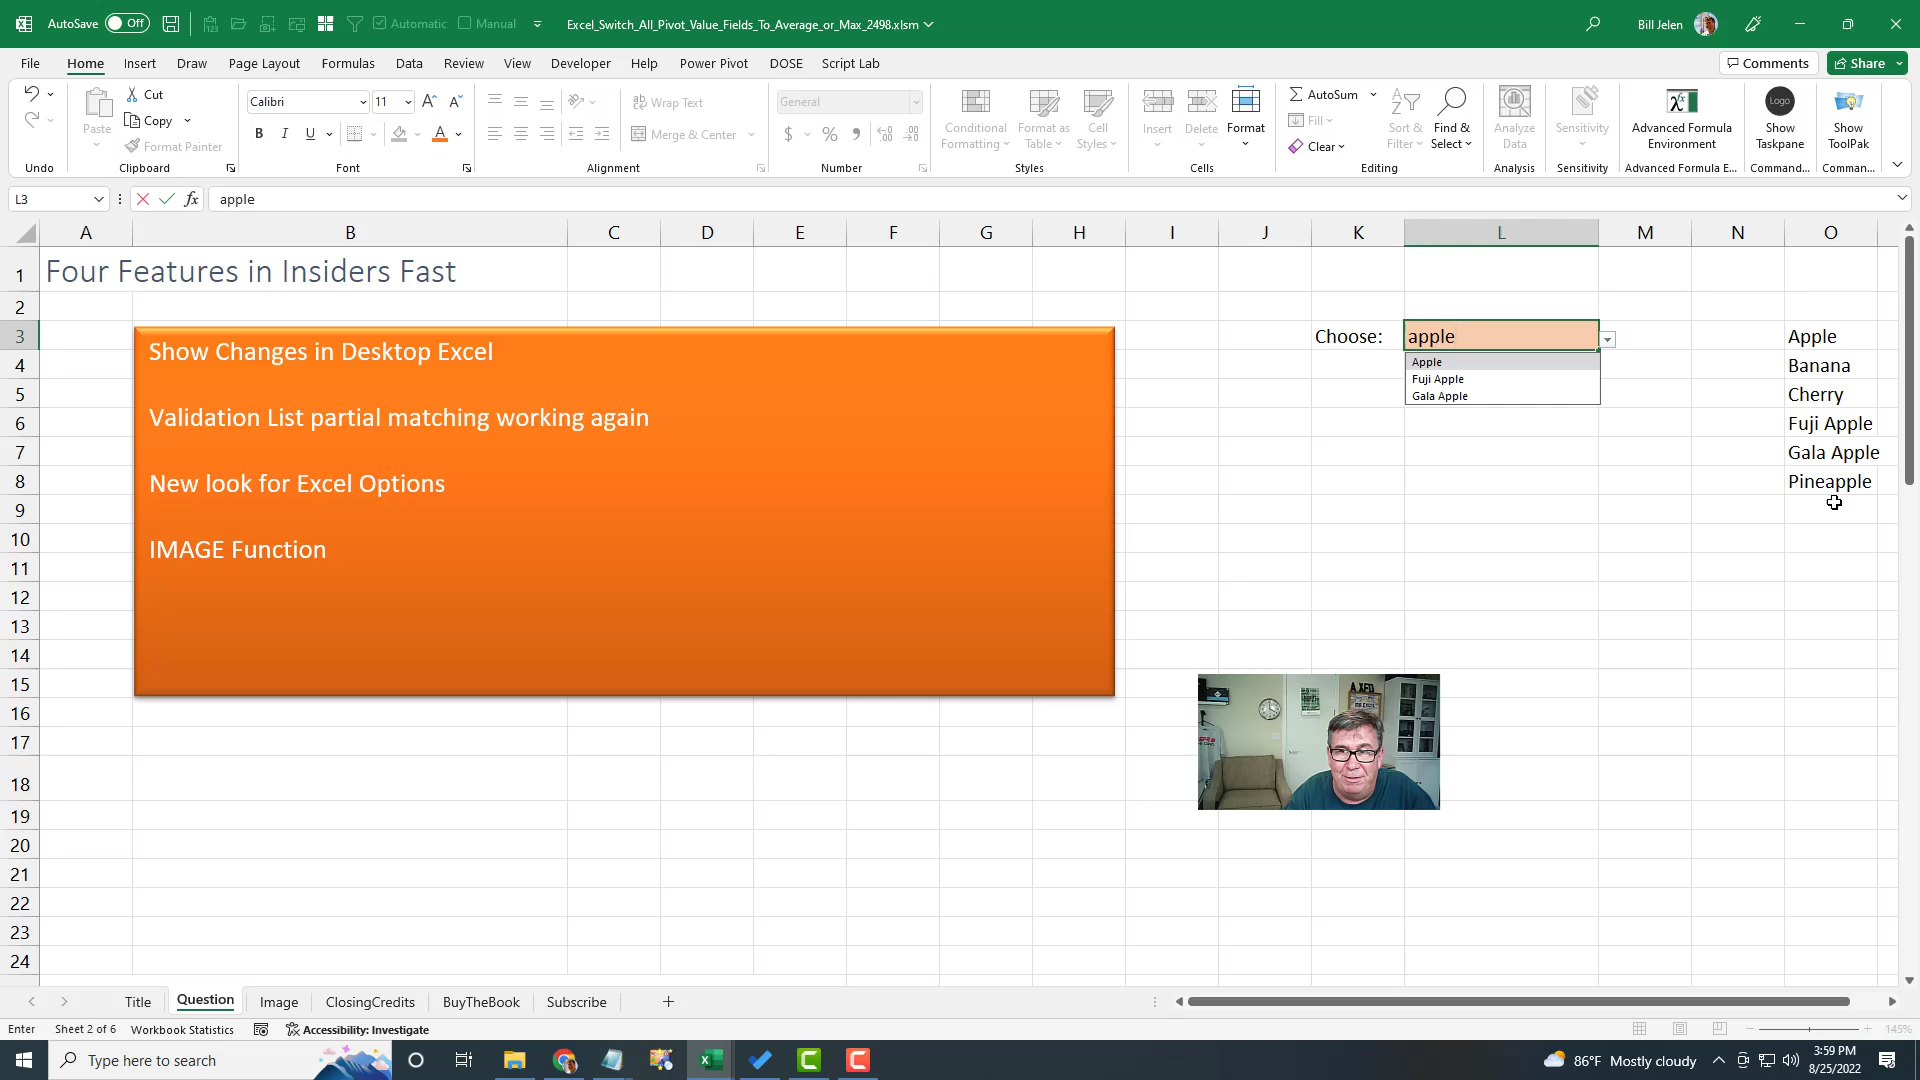 AutoSave Off Automatic Manual Excel_Switch_All_Pivot_Value_Fields_To_Average_or_Max_2498.xlsm Bill Jelen
File Home Insert Draw Page Layout Formulas Data Review View Developer Help Power Pivot DOSE Script Lab Comments Share
Paste Cut Calibri 11 Wrap Text General Conditional Formatting Format as Table Cell Styles Insert Delete Format AutoSum Sort & Filter Find & Select Analyze Data Sensitivity Advanced Formula Environment Logo Show Taskpane Show ToolPak
Copy Fill
Format Painter B I U Merge & Center $ % Clear
Undo Clipboard Font Alignment Number Styles Cells Editing Analysis Sensitivity Advanced Formula E... Command... Comman...
L3 fx apple
A B C D E F G H I J K L M N O
1 Four Features in Insiders Fast
2
3 Show Changes in Desktop Excel Choose: apple Apple
Apple
4 Banana
Fuji Apple
5 Gala Apple Cherry
6 Validation List partial matching working again Fuji Apple
7 Gala Apple
8 New look for Excel Options Pineapple
9
10 IMAGE Function
11
12
13
14
15
16
17
18
19
20
21
22
23
24
Title Question Image ClosingCredits BuyTheBook Subscribe
Enter Sheet 2 of 6 Workbook Statistics Accessibility: Investigate 145%
Type here to search 86°F Mostly cloudy 3:59 PM
8/25/2022